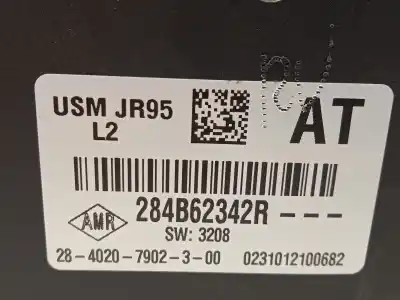 USM JR95
L2
AT
AMR
284B62342R---
SW: 3208
28-4020-7902-3-00 0231012100682